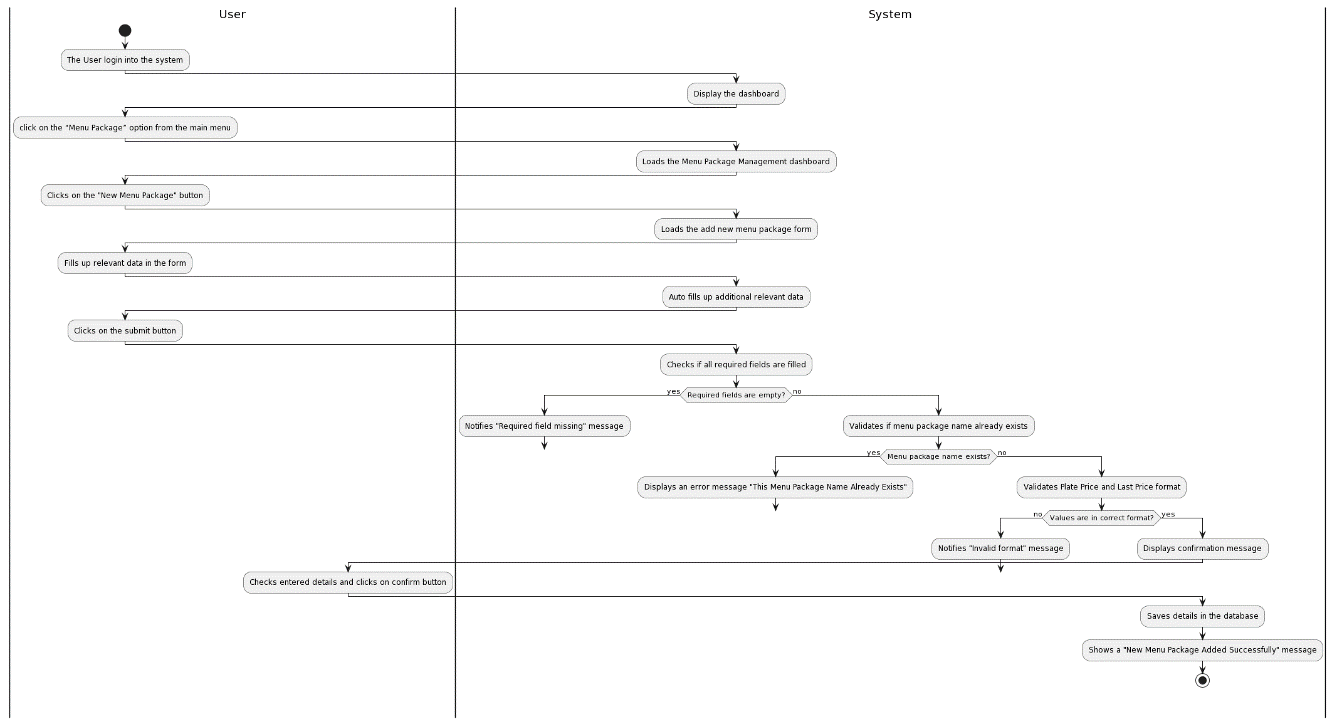 User
System
The User login into the system
Display the dashboard
click on the "Menu Package" option from the main menu
Loads the Menu Package Management dashboard
Clicks on the "New Menu Package" button
Loads the add new menu package form
Fills up relevant data in the form
Auto fills up additional relevant data
Clicks on the submit button
Checks if all required fields are filled
yes
Required fields are empty?
no
Notifies "Required field missing" message
Validates if menu package name already exists
yes
Menu package name exists?
no
Displays an error message "This Menu Package Name Already Exists"
Validates Plate Price and Last Price format
no
Values are in correct format?
yes
Notifies "Invalid format" message
Displays confirmation message
Checks entered details and clicks on confirm button
Saves details in the database
Shows a "New Menu Package Added Successfully" message